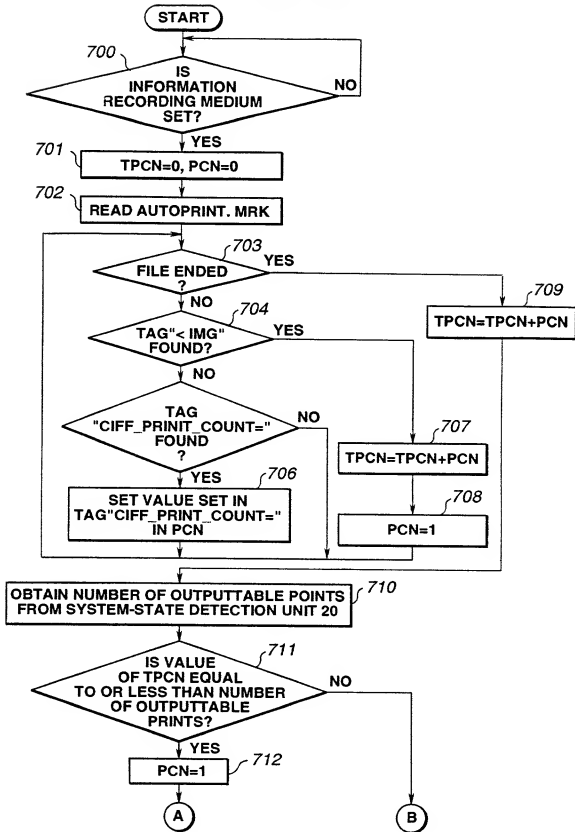 START
700
IS
INFORMATION
RECORDING MEDIUM
SET?
NO
YES
701
TPCN=0, PCN=0
702
READ AUTOPRINT. MRK
703
FILE ENDED
?
YES
NO
704
TAG"< IMG"
FOUND?
YES
NO
709
TPCN=TPCN+PCN
TAG
"CIFF_PRINIT_COUNT="
FOUND
?
NO
YES
706
SET VALUE SET IN
TAG"CIFF_PRINT_COUNT="
IN PCN
707
TPCN=TPCN+PCN
708
PCN=1
710
OBTAIN NUMBER OF OUTPUTTABLE POINTS
FROM SYSTEM-STATE DETECTION UNIT 20
711
IS VALUE
OF TPCN EQUAL
TO OR LESS THAN NUMBER
OF OUTPUTTABLE
PRINTS?
NO
YES
712
PCN=1
A
B